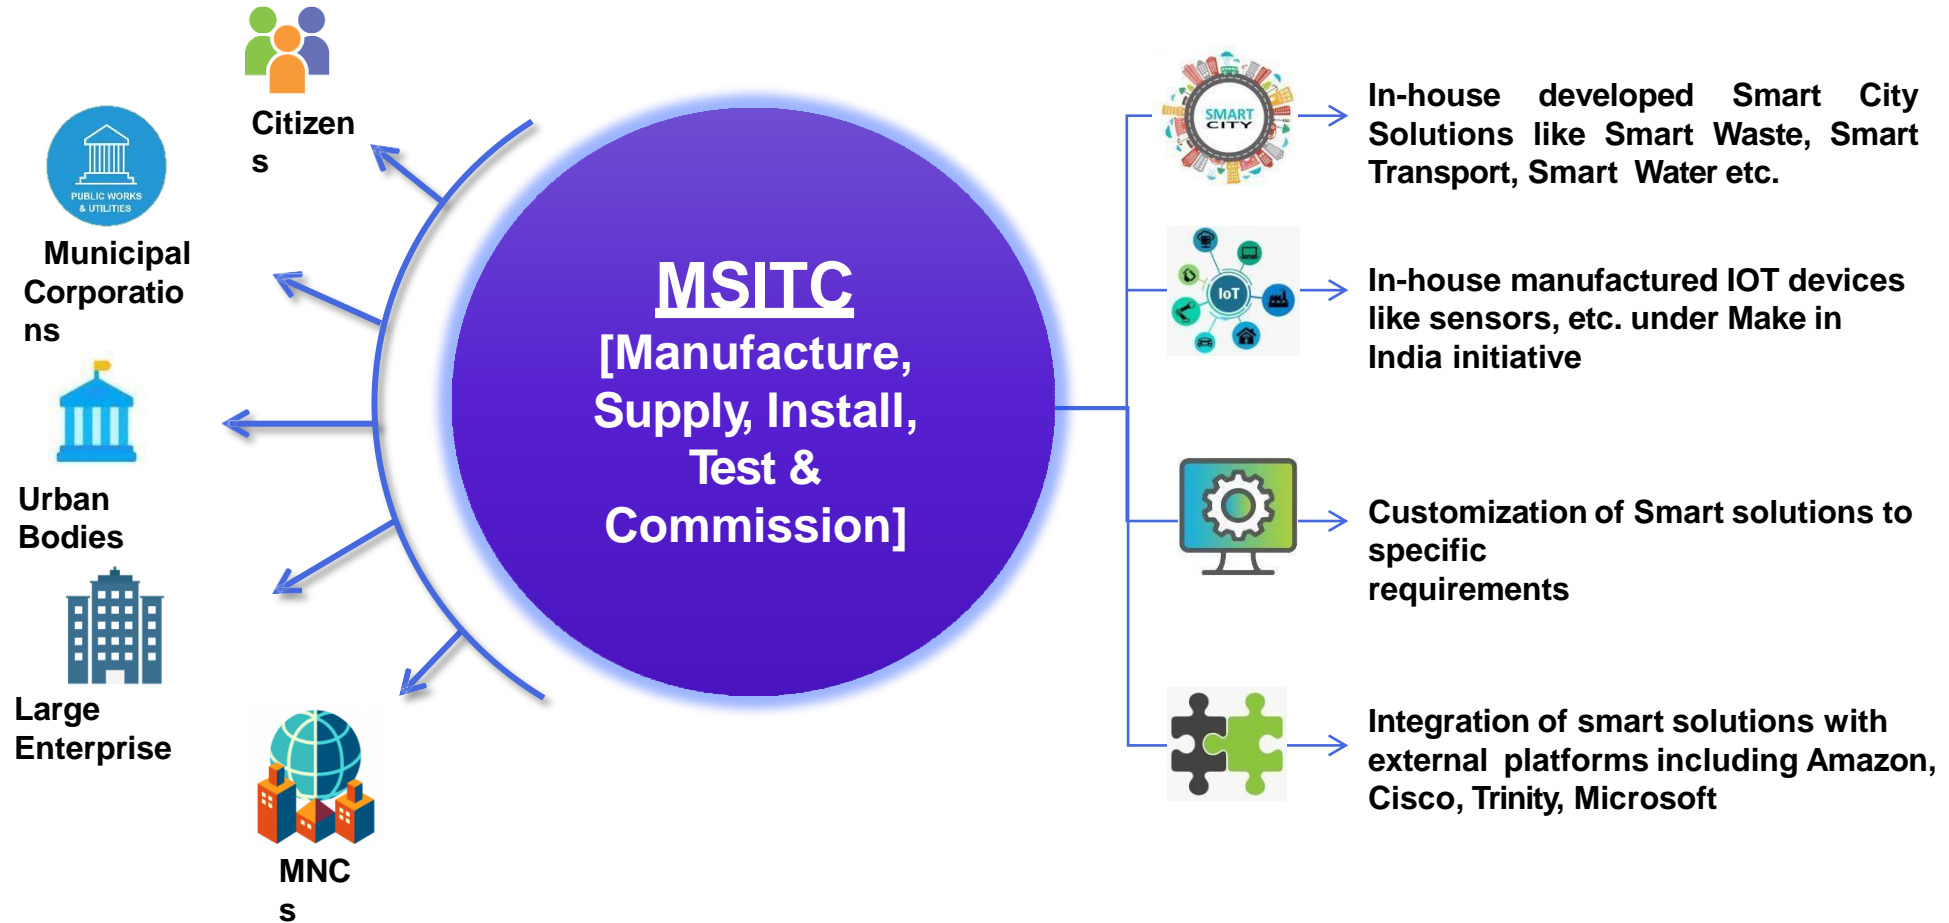 Citizen
s
PUBLIC WORKS
& UTILITIES
Municipal
Corporatio
ns
Urban
Bodies
Large
Enterprise
MNC
s
MSITC
[Manufacture,
Supply, Install,
Test &
Commission]
SMART
CITY
In-house developed Smart City
Solutions like Smart Waste, Smart
Transport, Smart Water etc.
IoT
In-house manufactured IOT devices
like sensors, etc. under Make in
India initiative
Customization of Smart solutions to
specific
requirements
Integration of smart solutions with
external platforms including Amazon,
Cisco, Trinity, Microsoft